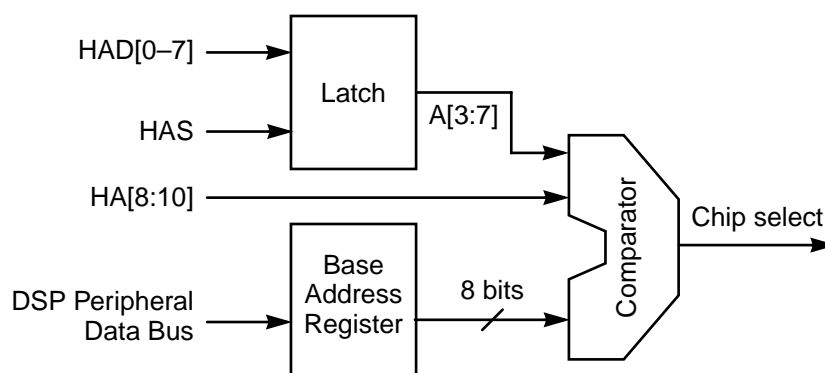 HAD[0–7]
HAS
Latch
A[3:7]
HA[8:10]
Comparator
Chip select
DSP Peripheral
Data Bus
Base
Address
Register
8 bits